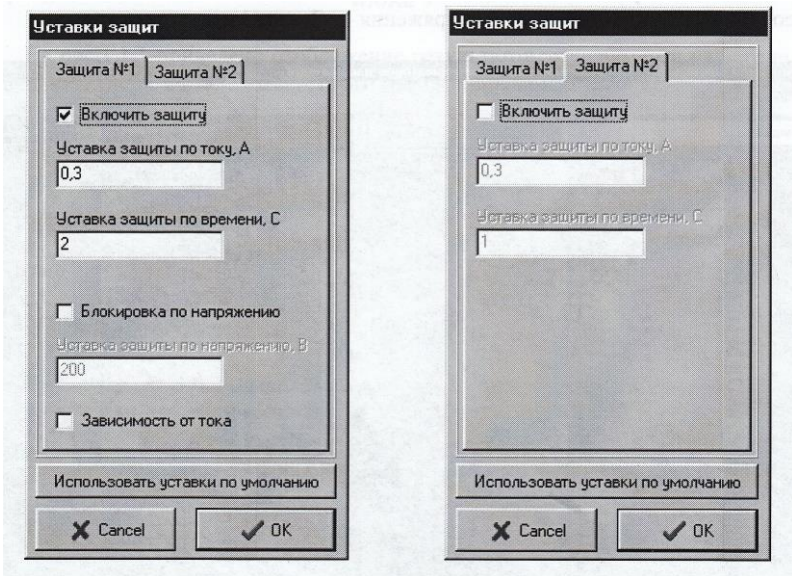 Уставки защит
Защита №1 Защита №2
Включить защиту
Уставка защиты по току, А
0,3
Уставка защиты по времени, С
2
Блокировка по напряжению
Уставка защиты по напряжению, В
200
Зависимость от тока
Использовать уставки по умолчанию
Cancel OK
Уставки защит
Защита №1 Защита №2
Включить защиту
Уставка защиты по току, А
0,3
Уставка защиты по времени, С
1
Использовать уставки по умолчанию
Cancel OK